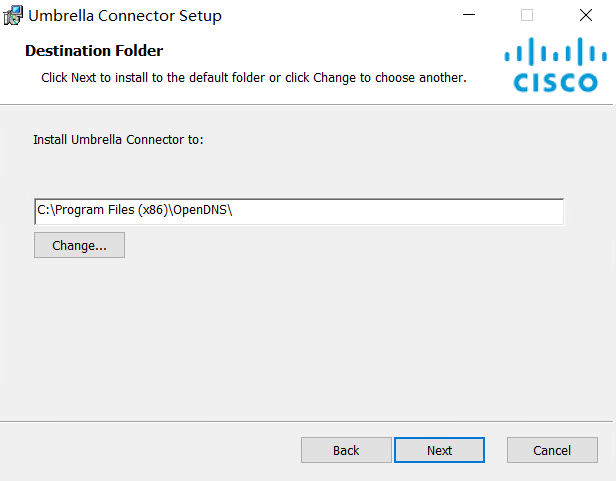 Umbrella Connector Setup
Destination Folder
Click Next to install to the default folder or click Change to choose another.
CISCO
Install Umbrella Connector to:
C:\Program Files (x86)\OpenDNS\
Change...
Back
Next
Cancel